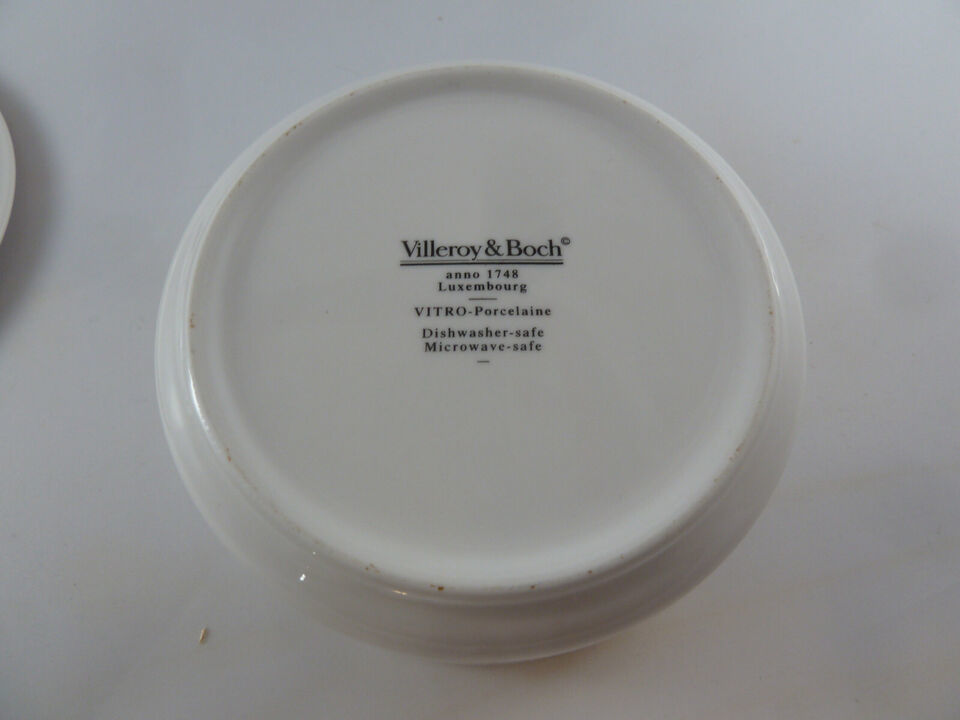 Villeroy & Boch©
anno 1748
Luxembourg
VITRO-Porcelaine
Dishwasher-safe
Microwave-safe